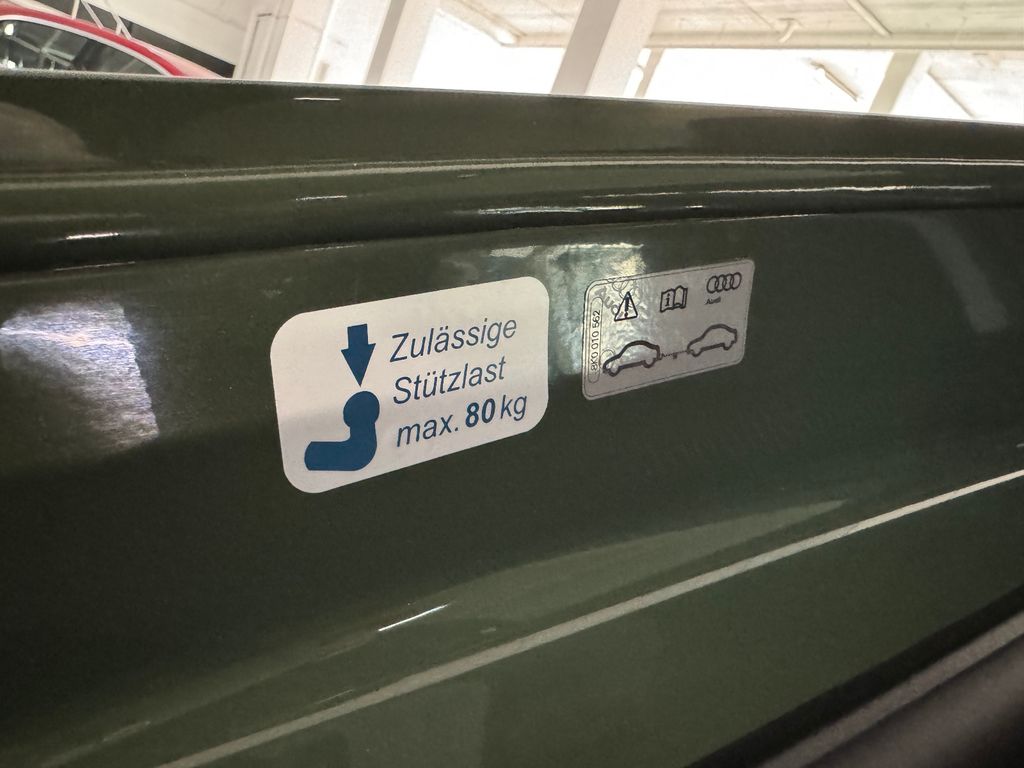 Zulässige
Stützlast
max. 80 kg
8K0 010 562
Audi